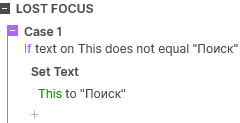 LOST FOCUS
Case 1
If text on This does not equal "Поиск"
Set Text
This to "Поиск"